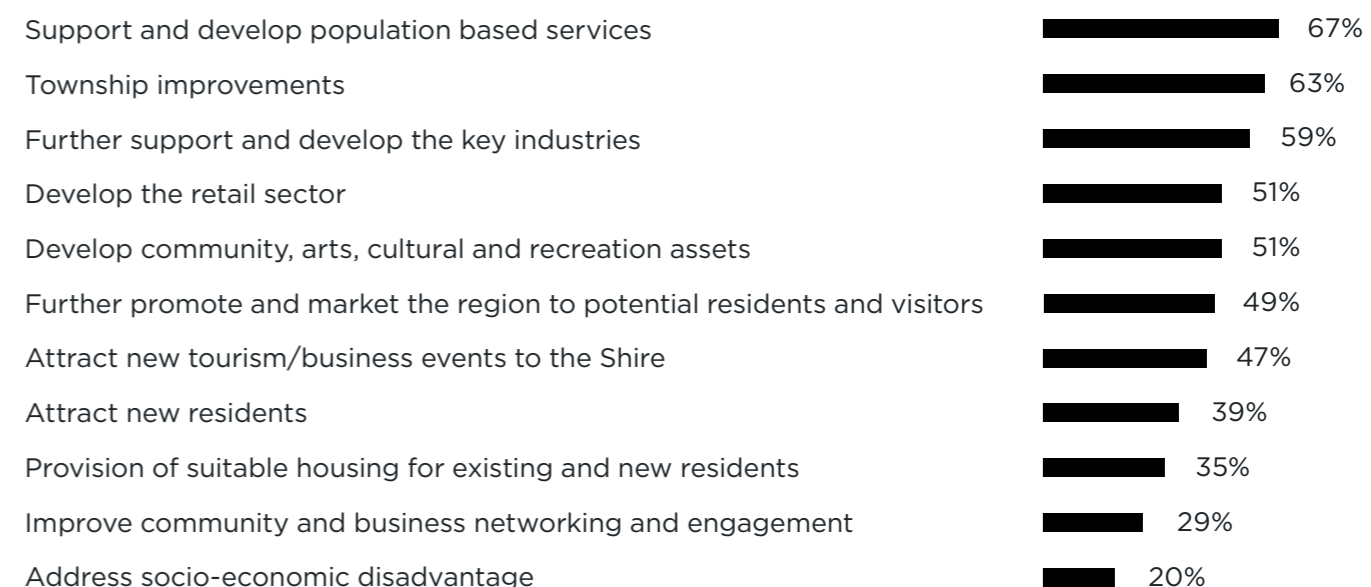 Support and develop population based services 67%
Township improvements 63%
Further support and develop the key industries 59%
Develop the retail sector 51%
Develop community, arts, cultural and recreation assets 51%
Further promote and market the region to potential residents and visitors 49%
Attract new tourism/business events to the Shire 47%
Attract new residents 39%
Provision of suitable housing for existing and new residents 35%
Improve community and business networking and engagement 29%
Address socio-economic disadvantage 20%